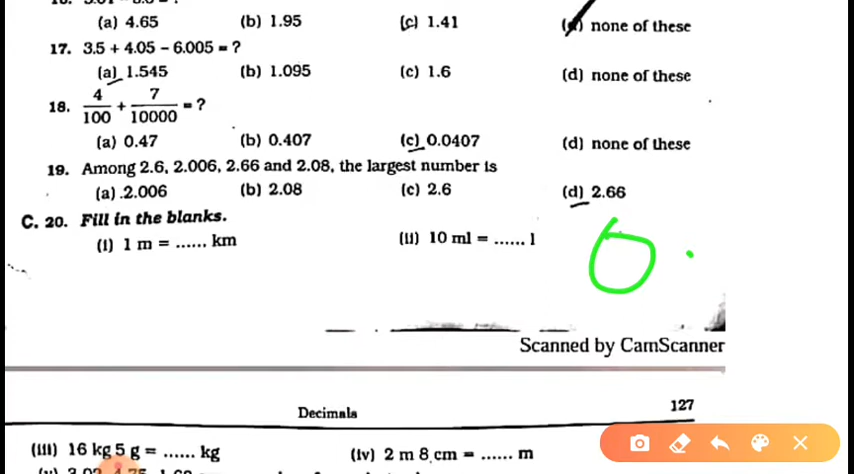 (a) 4.65 (b) 1.95 (c) 1.41 (d) none of these
17. 3.5 + 4.05 - 6.005 = ?
(a) 1.545 (b) 1.095 (c) 1.6 (d) none of these
18. 4/100 + 7/10000 = ?
(a) 0.47 (b) 0.407 (c) 0.0407 (d) none of these
19. Among 2.6, 2.006, 2.66 and 2.08, the largest number is
(a) 2.006 (b) 2.08 (c) 2.6 (d) 2.66
C. 20. Fill in the blanks.
(i) 1 m = ...... km (ii) 10 ml = ...... l
0.
Scanned by CamScanner
Decimals 127
(iii) 16 kg 5 g = ...... kg (iv) 2 m 8 cm = ...... m